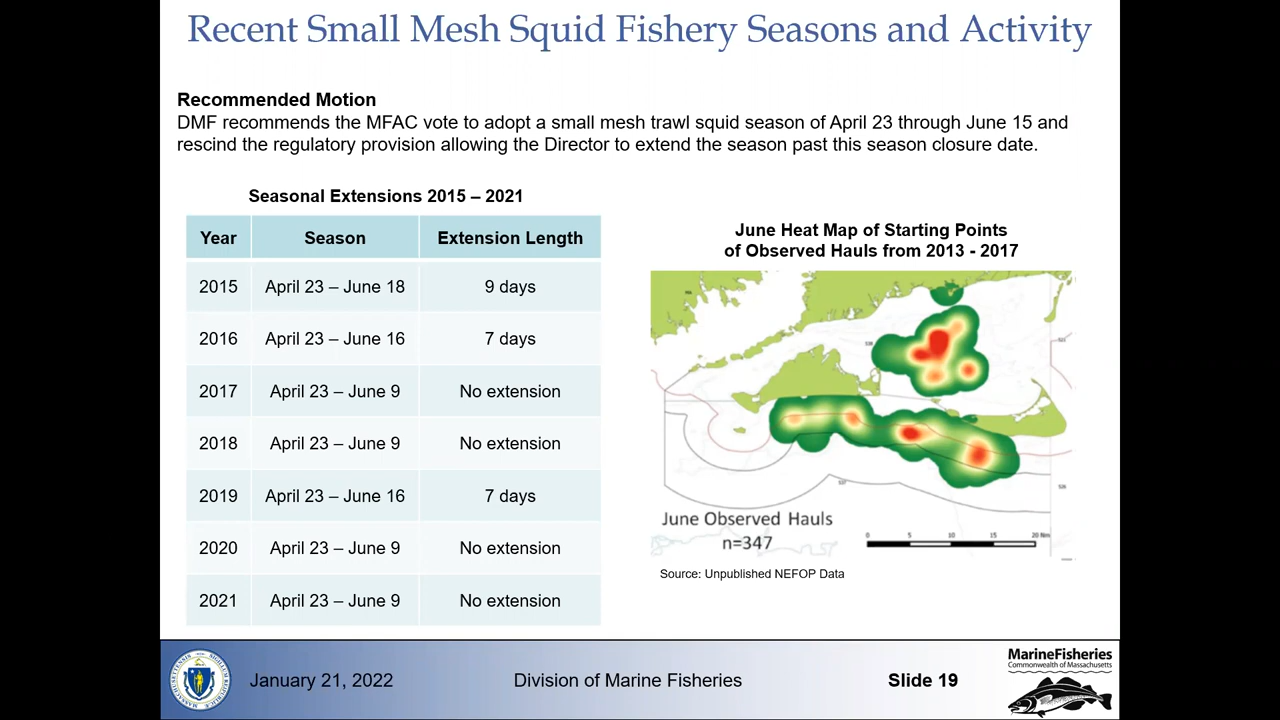 Recent Small Mesh Squid Fishery Seasons and Activity
Recommended Motion
DMF recommends the MFAC vote to adopt a small mesh trawl squid season of April 23 through June 15 and
rescind the regulatory provision allowing the Director to extend the season past this season closure date.
Seasonal Extensions 2015 – 2021
Year Season Extension Length
2015 April 23 – June 18 9 days
2016 April 23 – June 16 7 days
2017 April 23 – June 9 No extension
2018 April 23 – June 9 No extension
2019 April 23 – June 16 7 days
2020 April 23 – June 9 No extension
2021 April 23 – June 9 No extension
June Heat Map of Starting Points
of Observed Hauls from 2013 - 2017
June Observed Hauls
n=347
0 5 10 15 20 Nm
Source: Unpublished NEFOP Data
January 21, 2022
Division of Marine Fisheries
Slide 19
MarineFisheries
Commonwealth of Massachusetts